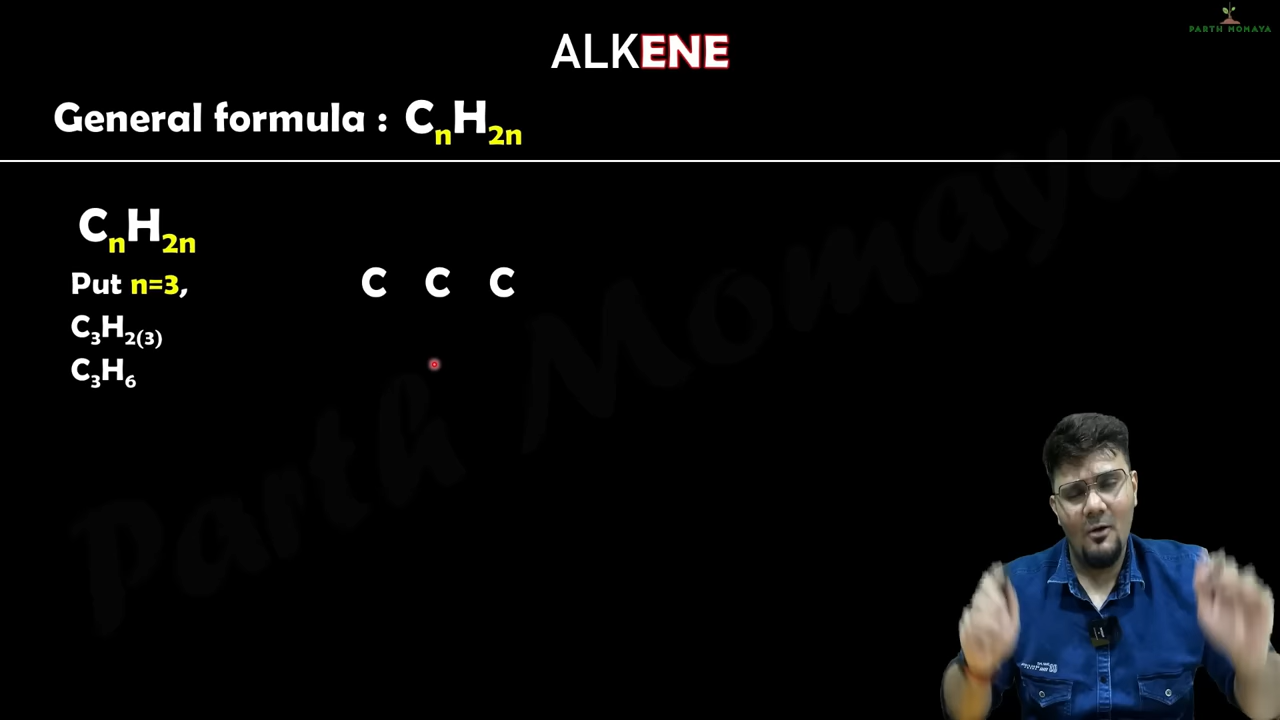 PARTH MOMAYA
ALKENE
General formula : CₙH₂ₙ
CₙH₂ₙ
Put n=3,
C C C
C₃H₂₍₃₎
C₃H₆
Parth Momaya